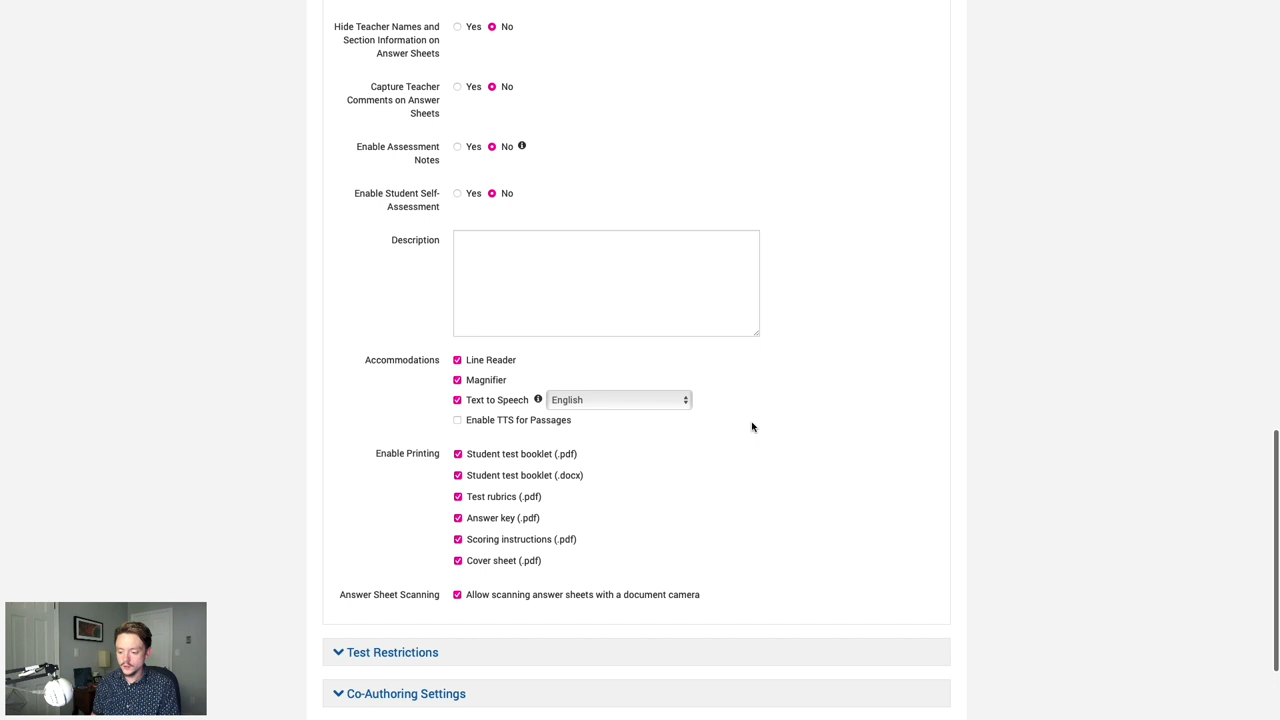 Hide Teacher Names and
Section Information on
Answer Sheets
Yes No
Capture Teacher
Comments on Answer
Sheets
Yes No
Enable Assessment
Notes
Yes No
Enable Student Self-
Assessment
Yes No
Description
Accommodations
Line Reader
Magnifier
Text to Speech English
Enable TTS for Passages
Enable Printing
Student test booklet (.pdf)
Student test booklet (.docx)
Test rubrics (.pdf)
Answer key (.pdf)
Scoring instructions (.pdf)
Cover sheet (.pdf)
Answer Sheet Scanning Allow scanning answer sheets with a document camera
Test Restrictions
Co-Authoring Settings